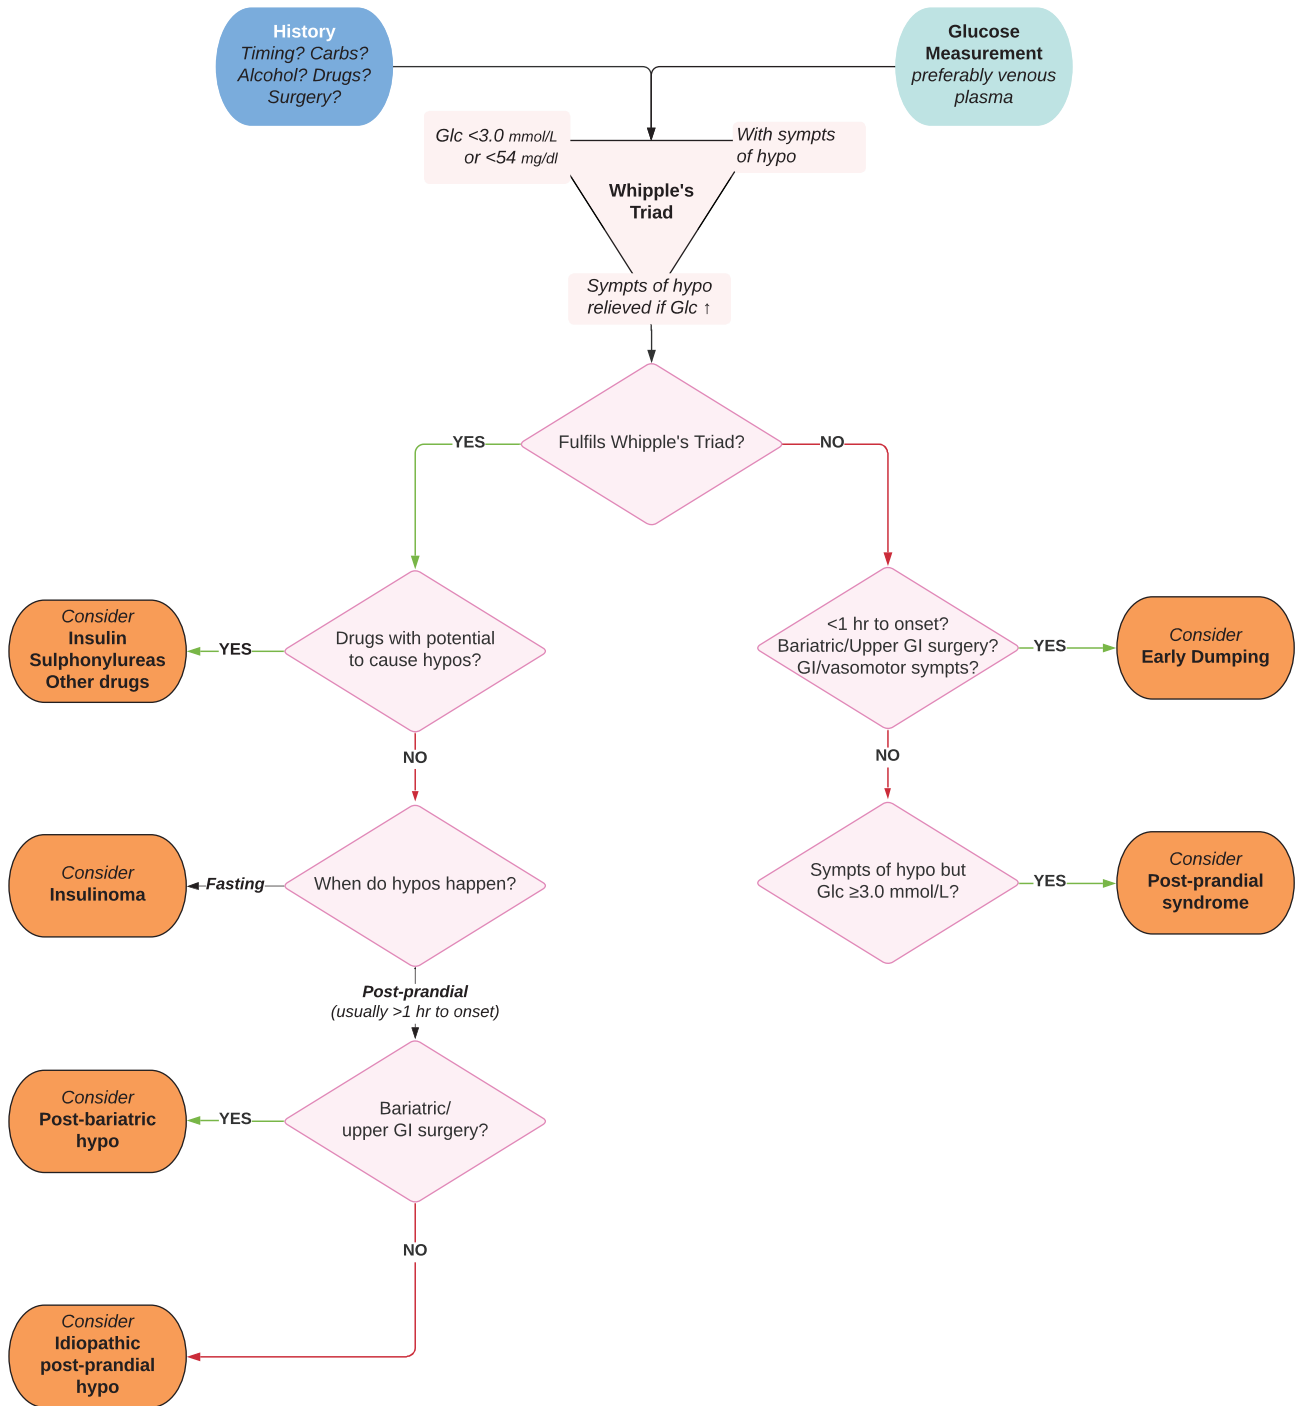 History
Timing? Carbs?
Alcohol? Drugs?
Surgery?
Glucose
Measurement
preferably venous
plasma
Glc <3.0 mmol/L
or <54 mg/dl
With sympts
of hypo
Whipple's
Triad
Sympts of hypo
relieved if Glc ↑
Fulfils Whipple's Triad?
YES
NO
Drugs with potential
to cause hypos?
YES
Consider
Insulin
Sulphonylureas
Other drugs
NO
<1 hr to onset?
Bariatric/Upper GI surgery?
GI/vasomotor sympts?
YES
Consider
Early Dumping
NO
When do hypos happen?
Fasting
Consider
Insulinoma
Sympts of hypo but
Glc ≥3.0 mmol/L?
YES
Consider
Post-prandial
syndrome
Post-prandial
(usually >1 hr to onset)
Bariatric/
upper GI surgery?
YES
Consider
Post-bariatric
hypo
NO
Consider
Idiopathic
post-prandial
hypo